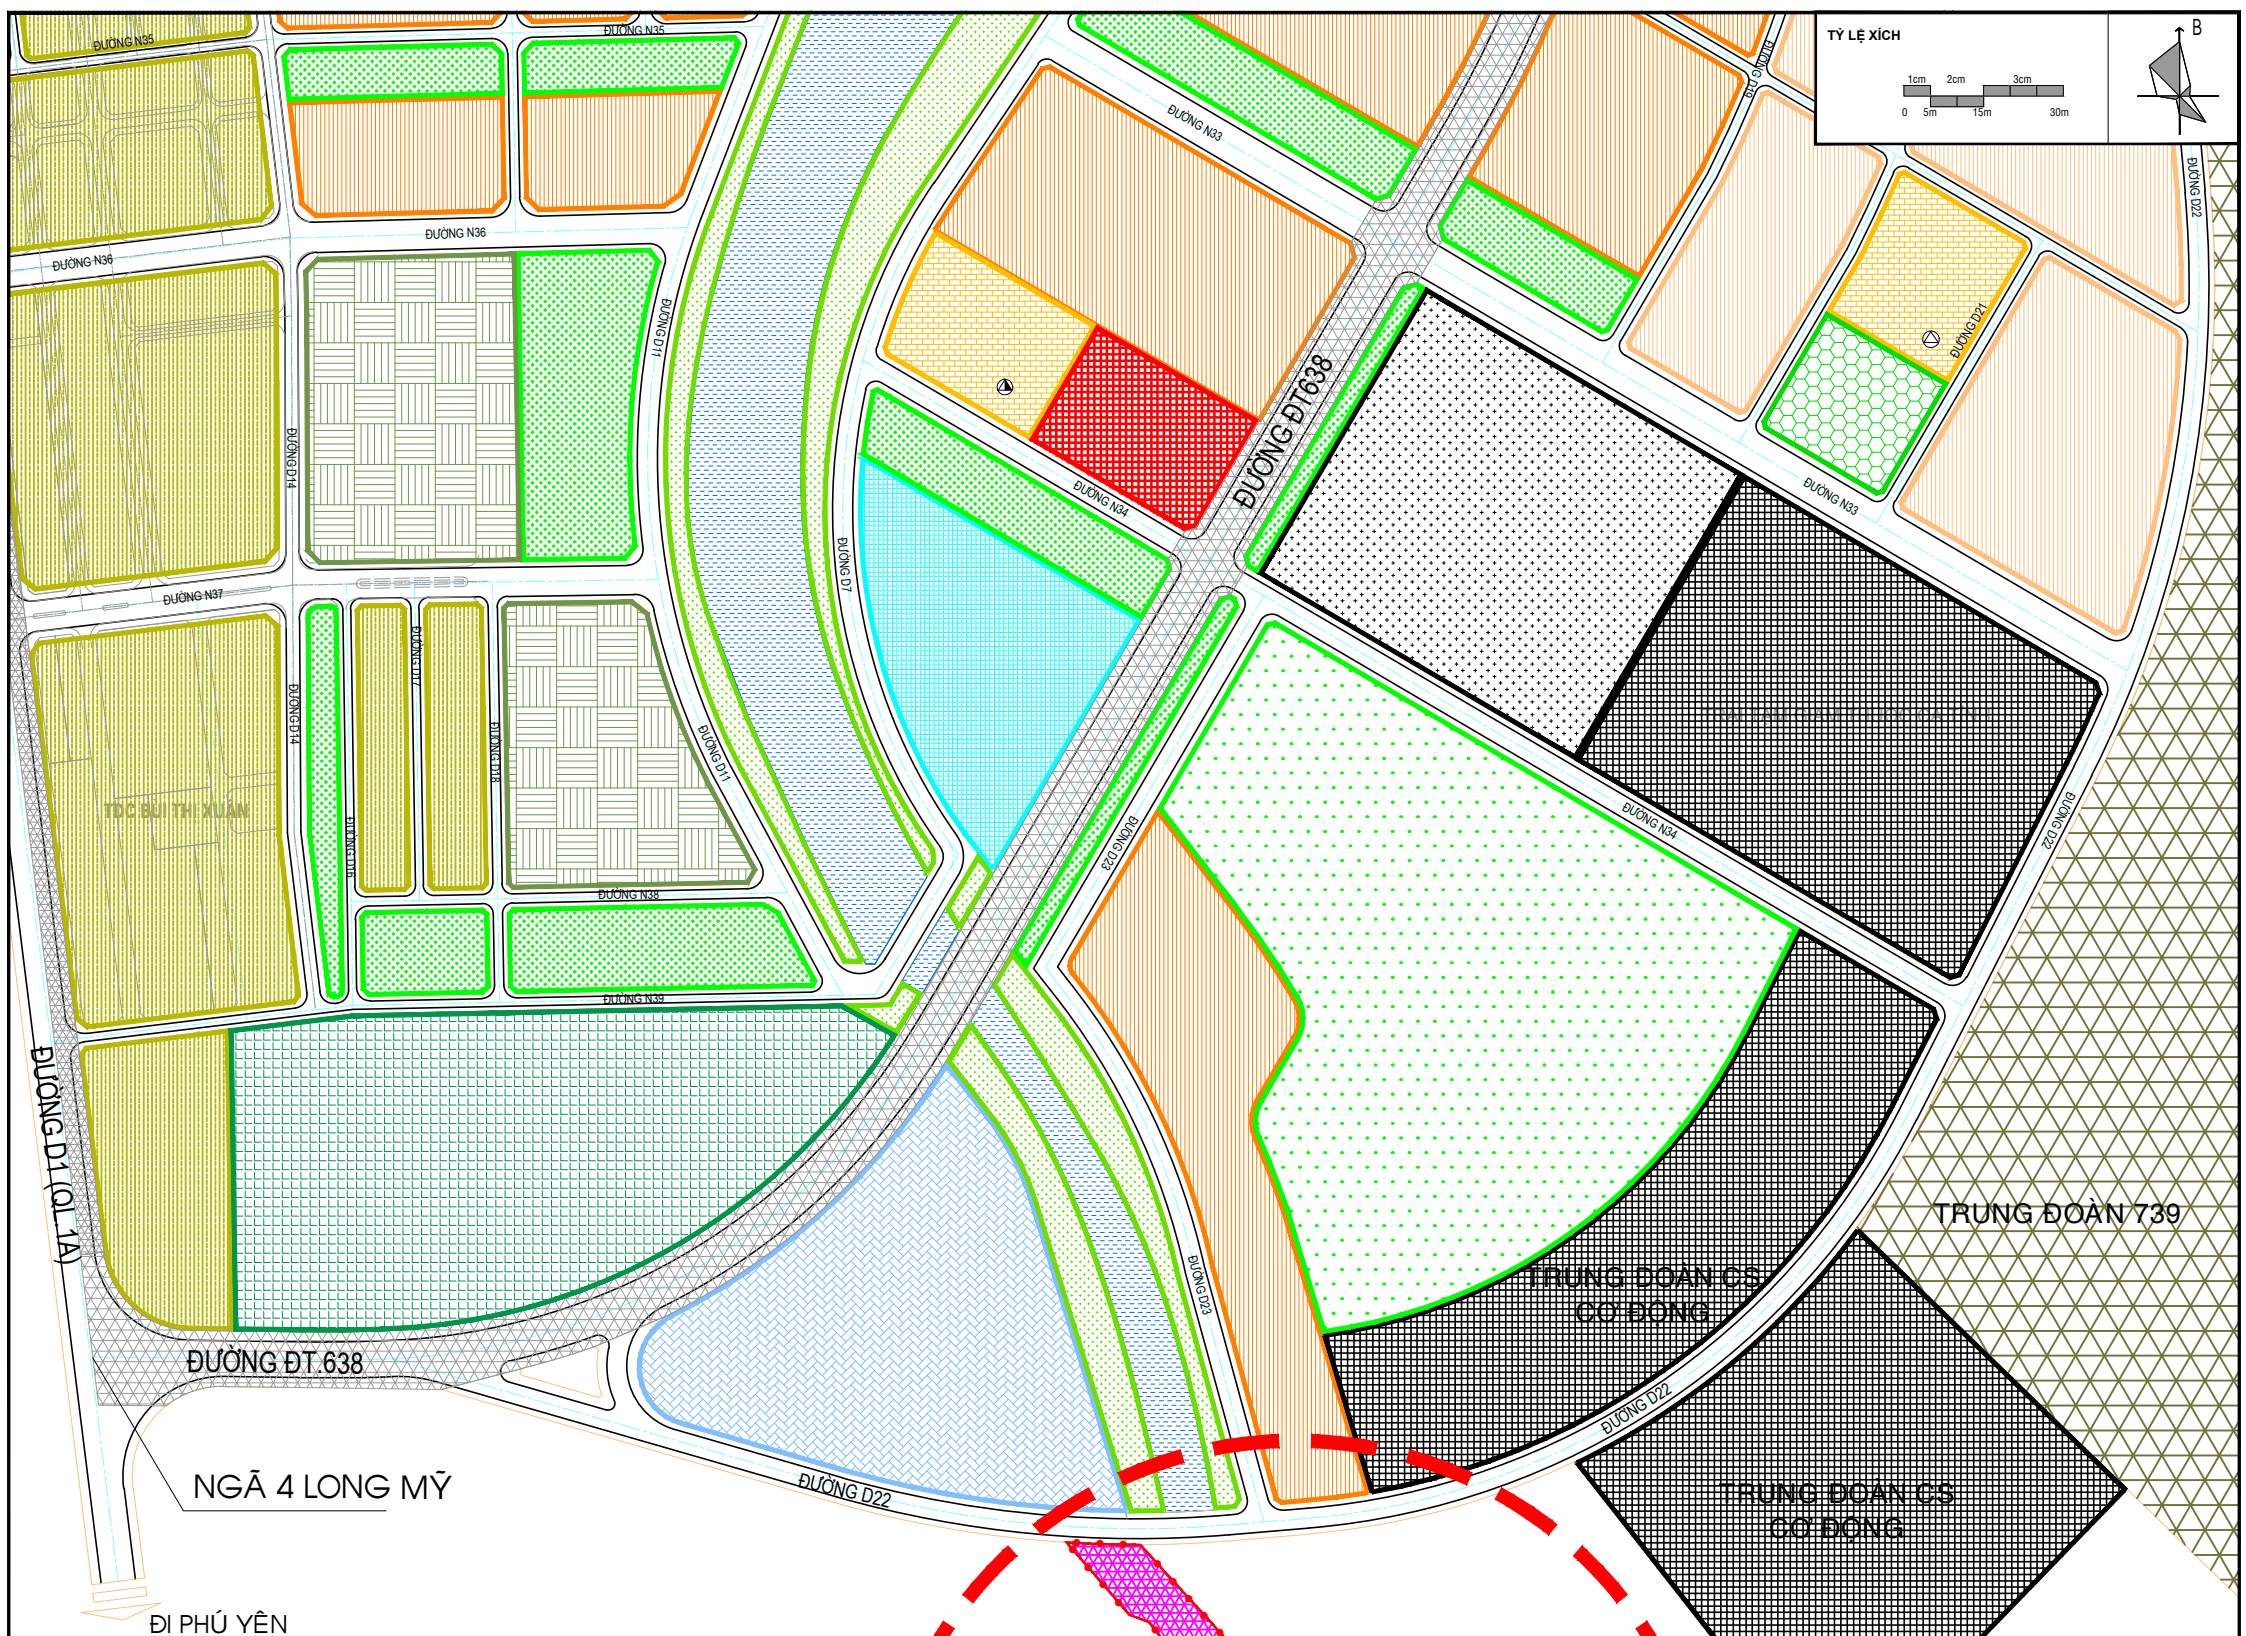 ĐƯỜNG N35
ĐƯỜNG N35
ĐƯỜNG D19
TỶ LỆ XÍCH
1cm 2cm 3cm
0 5m 15m 30m
B
ĐƯỜNG N33
ĐƯỜNG D22
ĐƯỜNG N36
ĐƯỜNG N36
ĐƯỜNG D11
ĐƯỜNG D21
ĐƯỜNG ĐT638
ĐƯỜNG D14
ĐƯỜNG N34
ĐƯỜNG N33
ĐƯỜNG D7
ĐƯỜNG N37
ĐƯỜNG D17
ĐƯỜNG D14
ĐƯỜNG D18
ĐƯỜNG D11
TDC BÙI THỊ XUÂN
ĐƯỜNG D16
ĐƯỜNG D23
ĐƯỜNG N34
ĐƯỜNG D22
ĐƯỜNG N38
ĐƯỜNG N39
ĐƯỜNG D1 (QL.1A)
TRUNG ĐOÀN 739
ĐƯỜNG D23
TRUNG ĐOÀN CS
CƠ ĐỘNG
ĐƯỜNG ĐT.638
ĐƯỜNG D22
NGÃ 4 LONG MỸ
ĐƯỜNG D22
TRUNG ĐOÀN CS
CƠ ĐỘNG
ĐI PHÚ YÊN